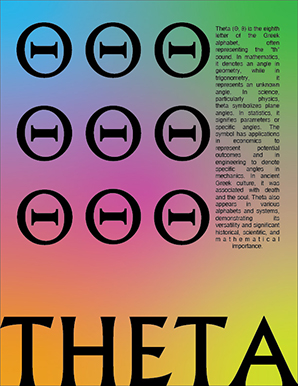 Θ Θ Θ
Θ Θ Θ
Θ Θ Θ
Theta (Θ, θ) is the eighth
letter of the Greek
alphabet, often
representing the "th"
sound. In mathematics,
it denotes an angle in
geometry, while in
trigonometry, it
represents an unknown
angle. In science,
particularly physics,
theta symbolizes plane
angles. In statistics, it
signifies parameters or
specific angles. The
symbol has applications
in economics to
represent potential
outcomes and in
engineering to denote
specific angles in
mechanics. In ancient
Greek culture, it was
associated with death
and the soul. Theta also
appears in various
alphabets and systems,
demonstrating its
versatility and significant
historical, scientific, and
mathematical
importance.
THETA